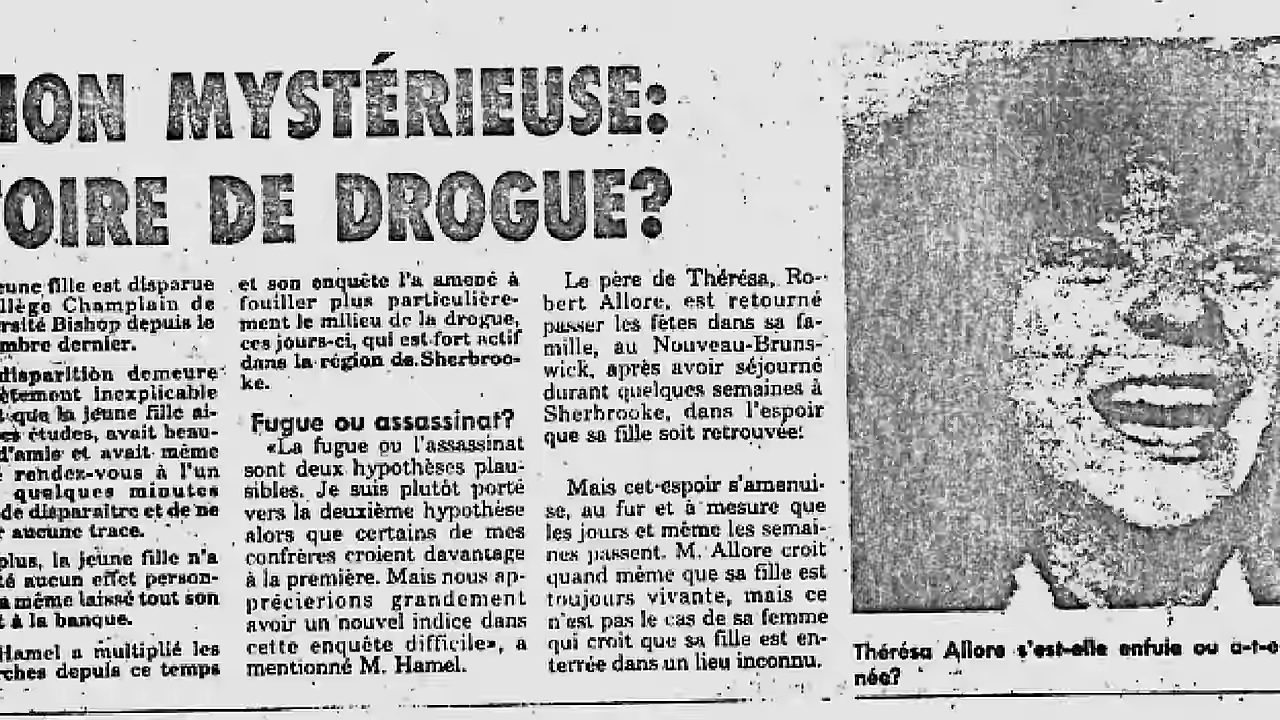 ION MYSTÉRIEUSE:
TOIRE DE DROGUE?
eune fille est disparue
llège Champlain de
rsité Bishop depuis le
mbre dernier.
disparition demeure
ètement inexplicable
que la jeune fille ai-
es études, avait beau-
d'amis et avait même
rendez-vous à l'un
quelques minutes
de disparaître et de ne
r aucune trace.
plus, la jeune fille n'a
té aucun effet person-
a même laissé tout son
t à la banque.
Hamel a multiplié les
rches depuis ce temps
et son enquête l'a amené à
fouiller plus particulière-
ment le milieu de la drogue,
ces jours-ci, qui est fort actif
dans la région de Sherbroo-
ke.
Fugue ou assassinat?
«La fugue ou l'assassinat
sont deux hypothèses plau-
sibles. Je suis plutôt porté
vers la deuxième hypothèse
alors que certains de mes
confrères croient davantage
à la première. Mais nous ap-
précierions grandement
avoir un nouvel indice dans
cette enquête difficile», a
mentionné M. Hamel.
Le père de Thérésa, Ro-
bert Allore, est retourné
passer les fêtes dans sa fa-
mille, au Nouveau-Bruns-
wick, après avoir séjourné
durant quelques semaines à
Sherbrooke, dans l'espoir
que sa fille soit retrouvée.
Mais cet espoir s'amenui-
se, au fur et à mesure que
les jours et même les semai-
nes passent. M. Allore croit
quand même que sa fille est
toujours vivante, mais ce
n'est pas le cas de sa femme
qui croit que sa fille est en-
terrée dans un lieu inconnu.
Thérésa Allore s'est-elle enfuie ou a-t-e
née?